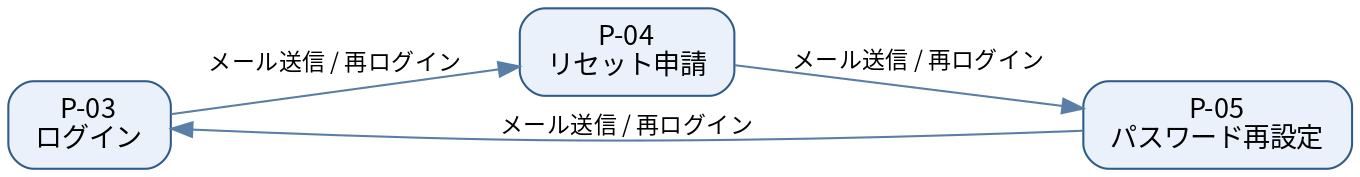 P-04
リセット申請
メール送信 / 再ログイン
メール送信 / 再ログイン
P-03
ログイン
P-05
パスワード再設定
メール送信 / 再ログイン